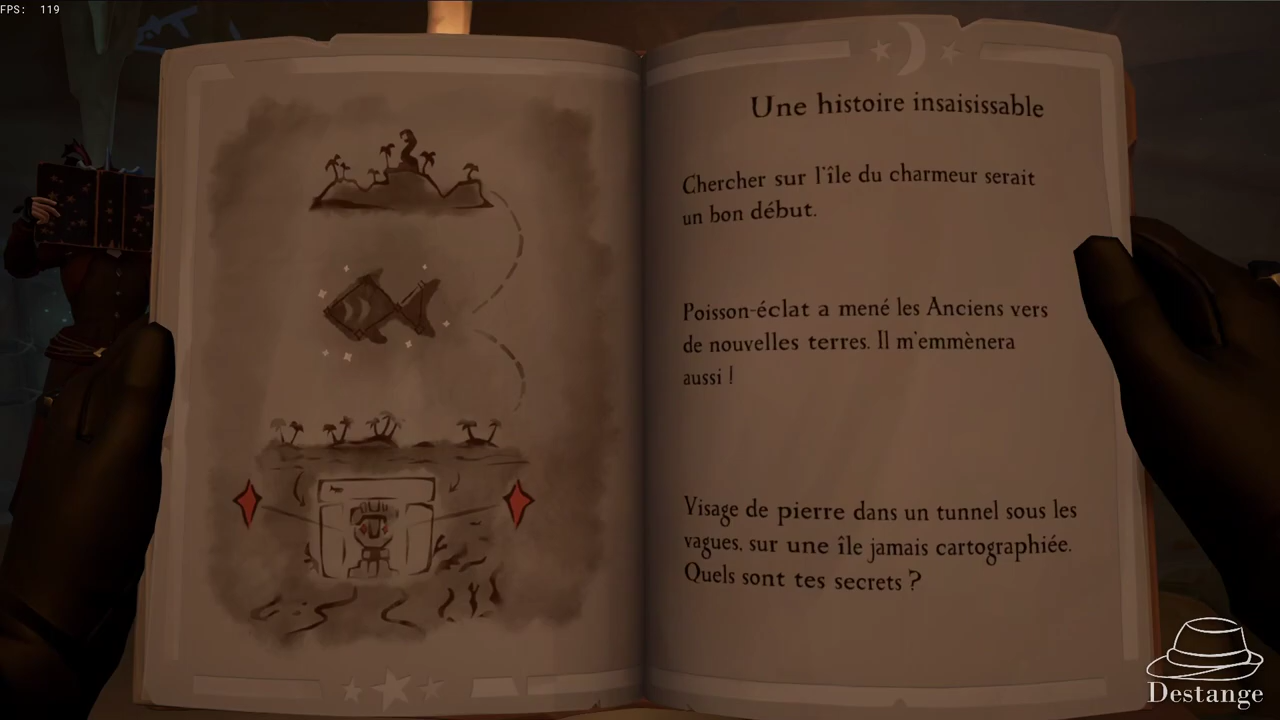 FPS: 119
Une histoire insaisissable
Chercher sur l'île du charmeur serait
un bon début.
Poisson-éclat a mené les Anciens vers
de nouvelles terres. Il m'emmènera
aussi !
Visage de pierre dans un tunnel sous les
vagues, sur une île jamais cartographiée.
Quels sont tes secrets ?
Destange